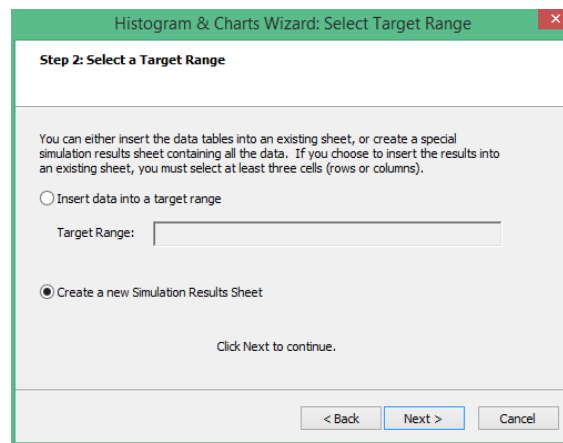 Histogram & Charts Wizard: Select Target Range
Step 2: Select a Target Range
You can either insert the data tables into an existing sheet, or create a special
simulation results sheet containing all the data. If you choose to insert the results into
an existing sheet, you must select at least three cells (rows or columns).
Insert data into a target range
Target Range:
Create a new Simulation Results Sheet
Click Next to continue.
< Back Next > Cancel